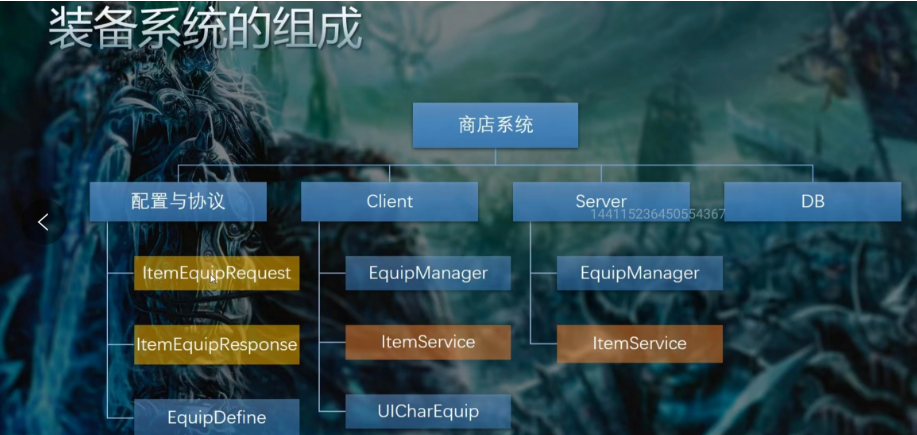 装备系统的组成
商店系统
配置与协议
Client
Server
DB
144115236450554367
ItemEquipRequest
EquipManager
EquipManager
ItemEquipResponse
ItemService
ItemService
EquipDefine
UICharEquip